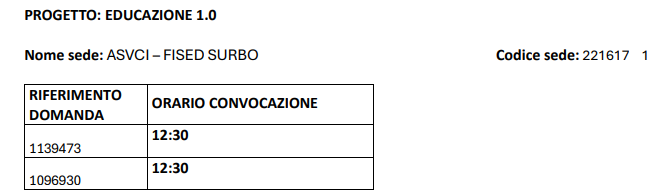 PROGETTO: EDUCAZIONE 1.0
Nome sede: ASVCI – FISED SURBO Codice sede: 221617 1
RIFERIMENTO DOMANDA ORARIO CONVOCAZIONE
1139473 12:30
1096930 12:30